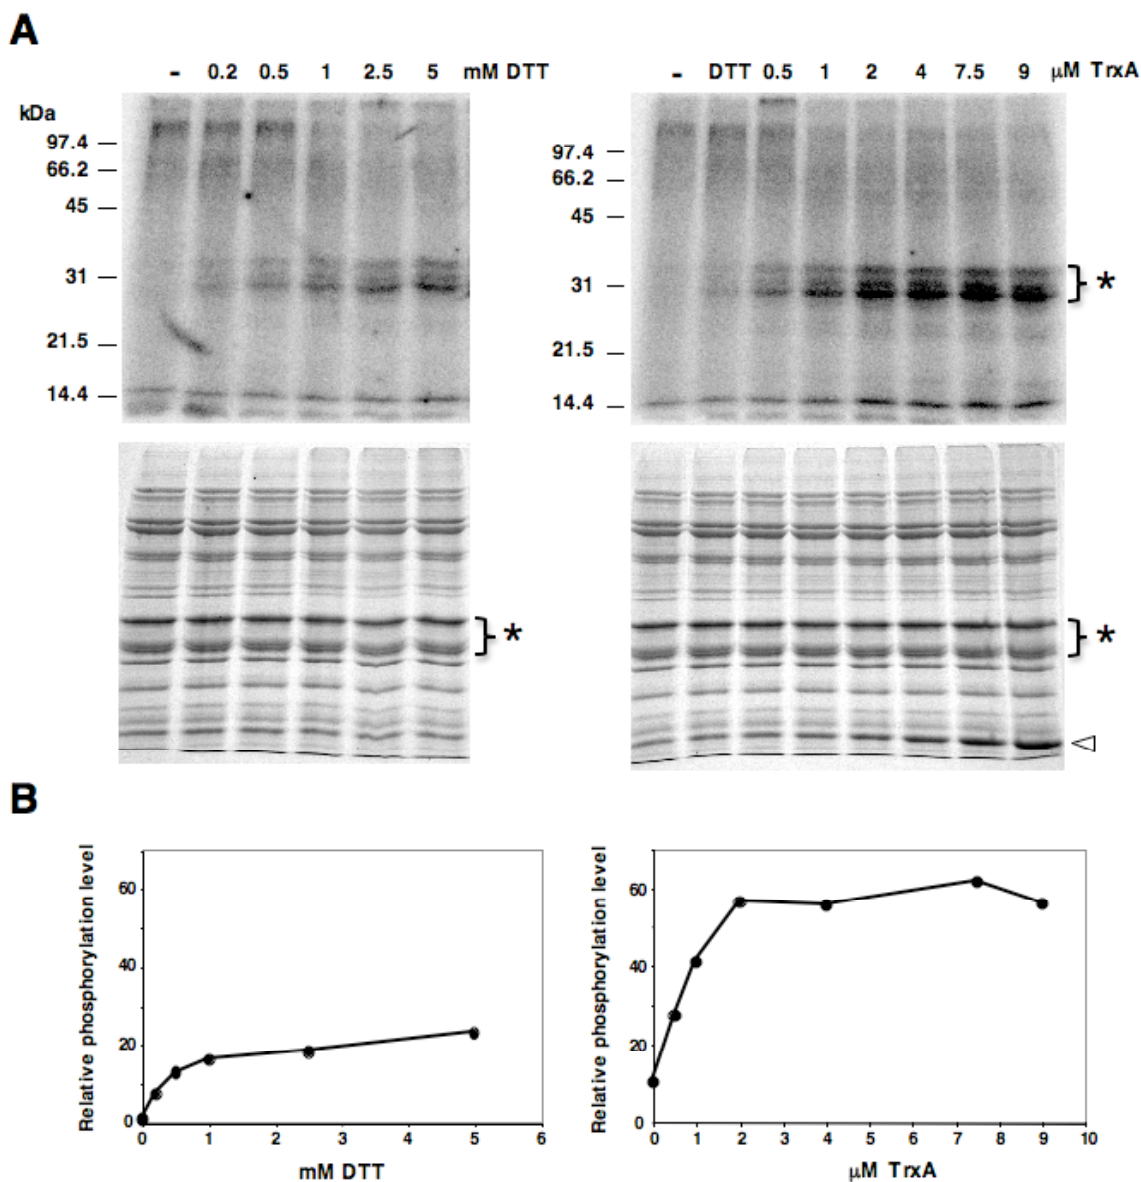 A
- 0.2 0.5 1 2.5 5 mM DTT
- DTT 0.5 1 2 4 7.5 9 μM TrxA
kDa
97.4
66.2
45
31
21.5
14.4
97.4
66.2
45
31
21.5
14.4
*
*
*
B
Relative phosphorylation level
60
40
20
0
0 1 2 3 4 5 6
mM DTT
Relative phosphorylation level
60
40
20
0
0 1 2 3 4 5 6 7 8 9 10
μM TrxA